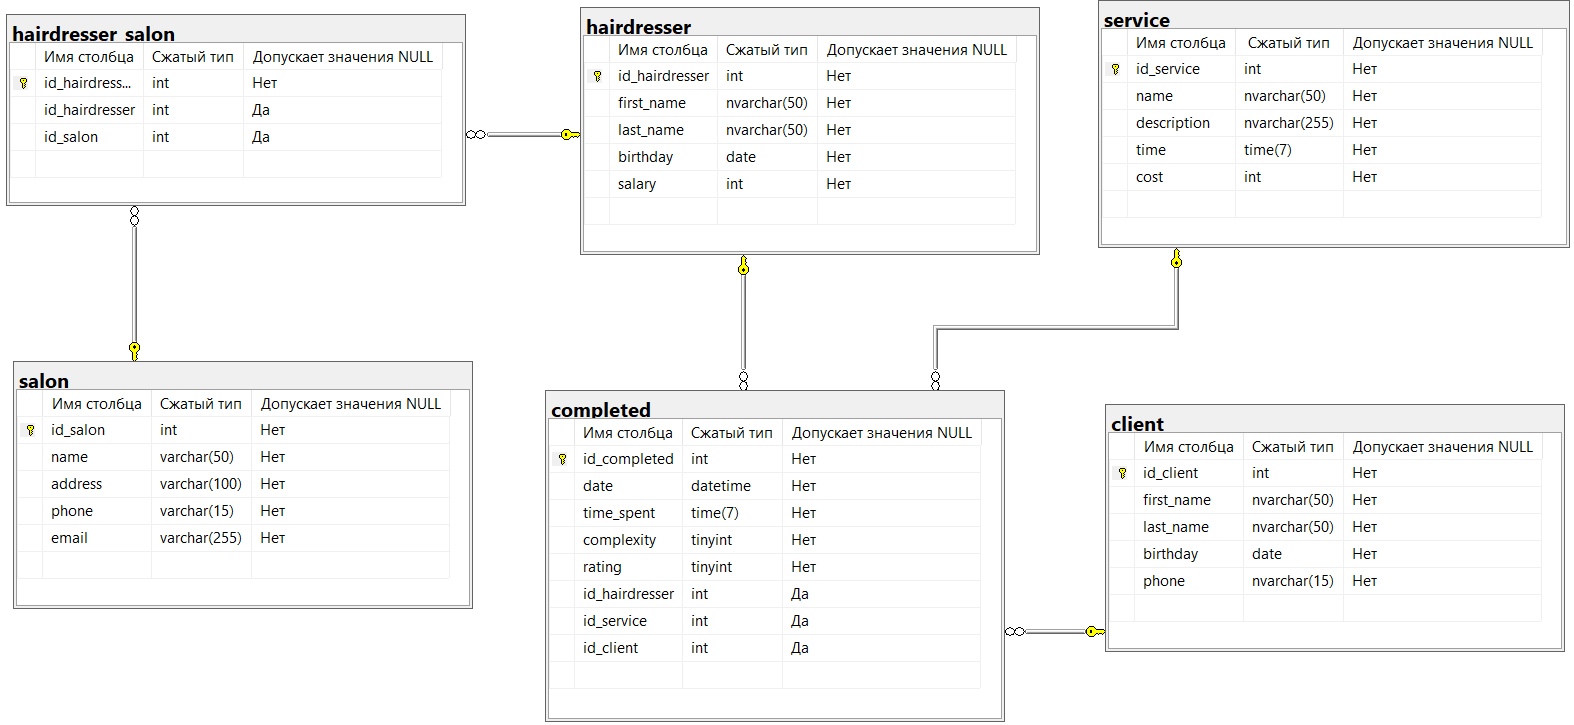 hairdresser_salon
Имя столбца Сжатый тип Допускает значения NULL
id_hairdress... int Нет
id_hairdresser int Да
id_salon int Да
hairdresser
Имя столбца Сжатый тип Допускает значения NULL
id_hairdresser int Нет
first_name nvarchar(50) Нет
last_name nvarchar(50) Нет
birthday date Нет
salary int Нет
service
Имя столбца Сжатый тип Допускает значения NULL
id_service int Нет
name nvarchar(50) Нет
description nvarchar(255) Нет
time time(7) Нет
cost int Нет
salon
Имя столбца Сжатый тип Допускает значения NULL
id_salon int Нет
name varchar(50) Нет
address varchar(100) Нет
phone varchar(15) Нет
email varchar(255) Нет
completed
Имя столбца Сжатый тип Допускает значения NULL
id_completed int Нет
date datetime Нет
time_spent time(7) Нет
complexity tinyint Нет
rating tinyint Нет
id_hairdresser int Да
id_service int Да
id_client int Да
client
Имя столбца Сжатый тип Допускает значения NULL
id_client int Нет
first_name nvarchar(50) Нет
last_name nvarchar(50) Нет
birthday date Нет
phone nvarchar(15) Нет